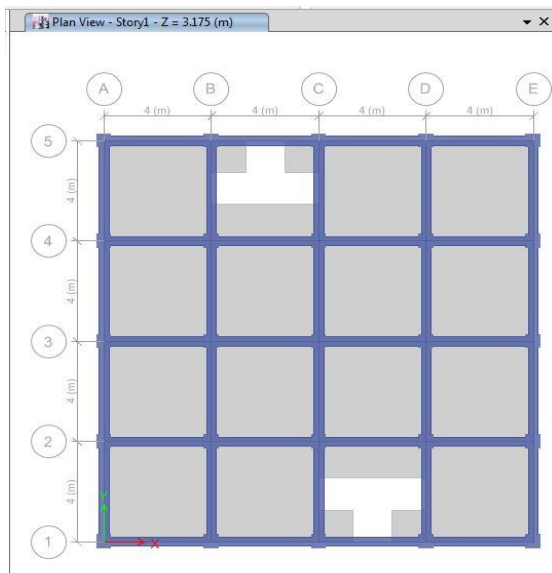 Plan View - Story1 - Z = 3.175 (m)
A B C D E
4 (m) 4 (m) 4 (m) 4 (m)
5
4 (m)
4
4 (m)
3
4 (m)
2
4 (m)
Y
1
X